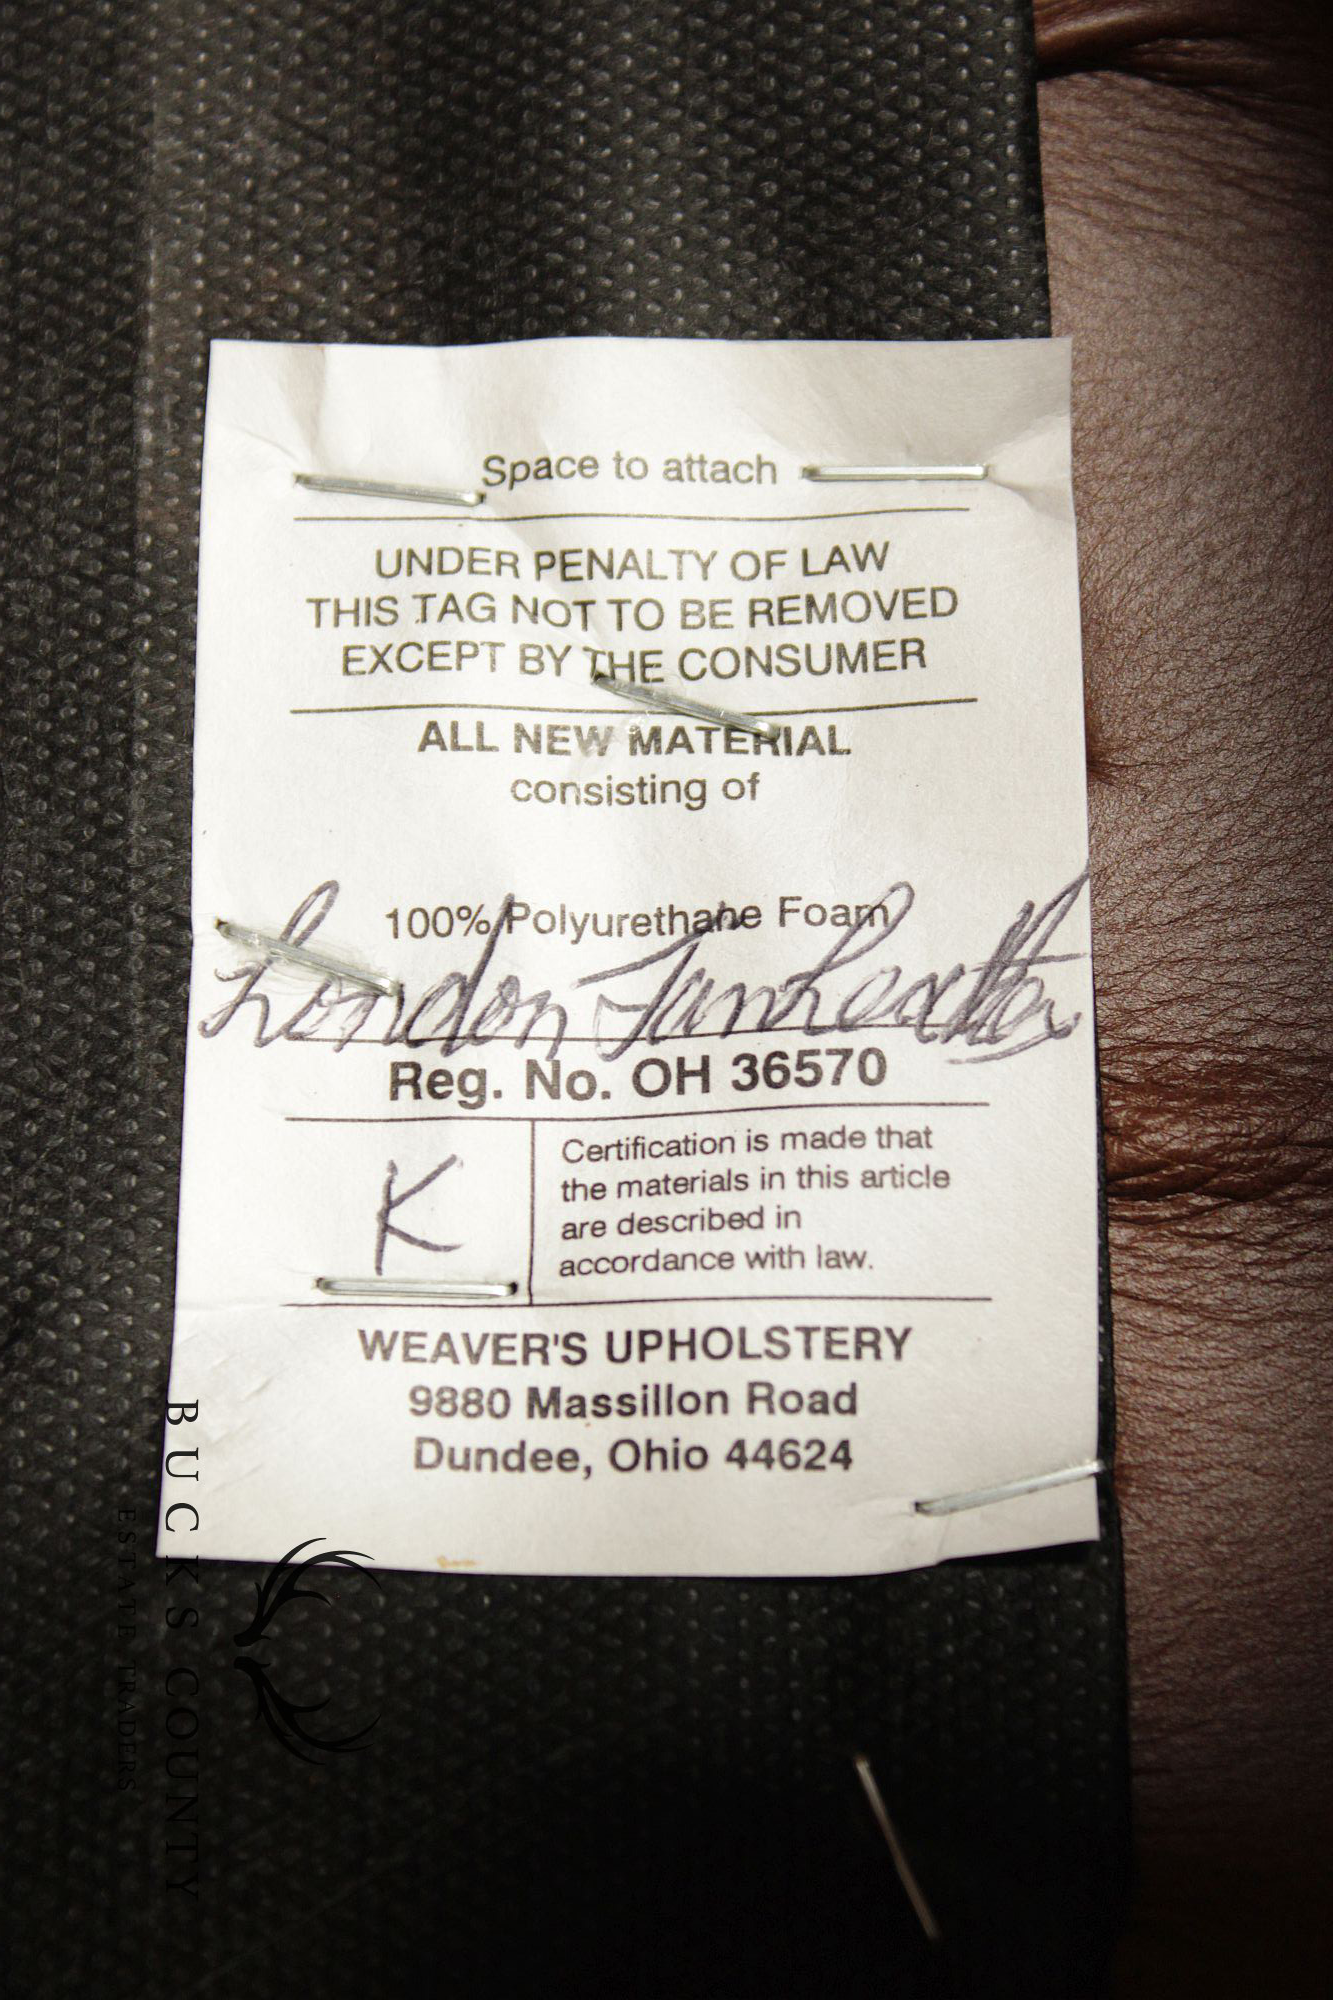 Space to attach
UNDER PENALTY OF LAW
THIS TAG NOT TO BE REMOVED
EXCEPT BY THE CONSUMER
ALL NEW MATERIAL
consisting of
100% Polyurethane Foam
London Tan Leather
Reg. No. OH 36570
K
Certification is made that
the materials in this article
are described in
accordance with law.
WEAVER'S UPHOLSTERY
9880 Massillon Road
Dundee, Ohio 44624
BUCKS COUNTY
ESTATE TRADERS